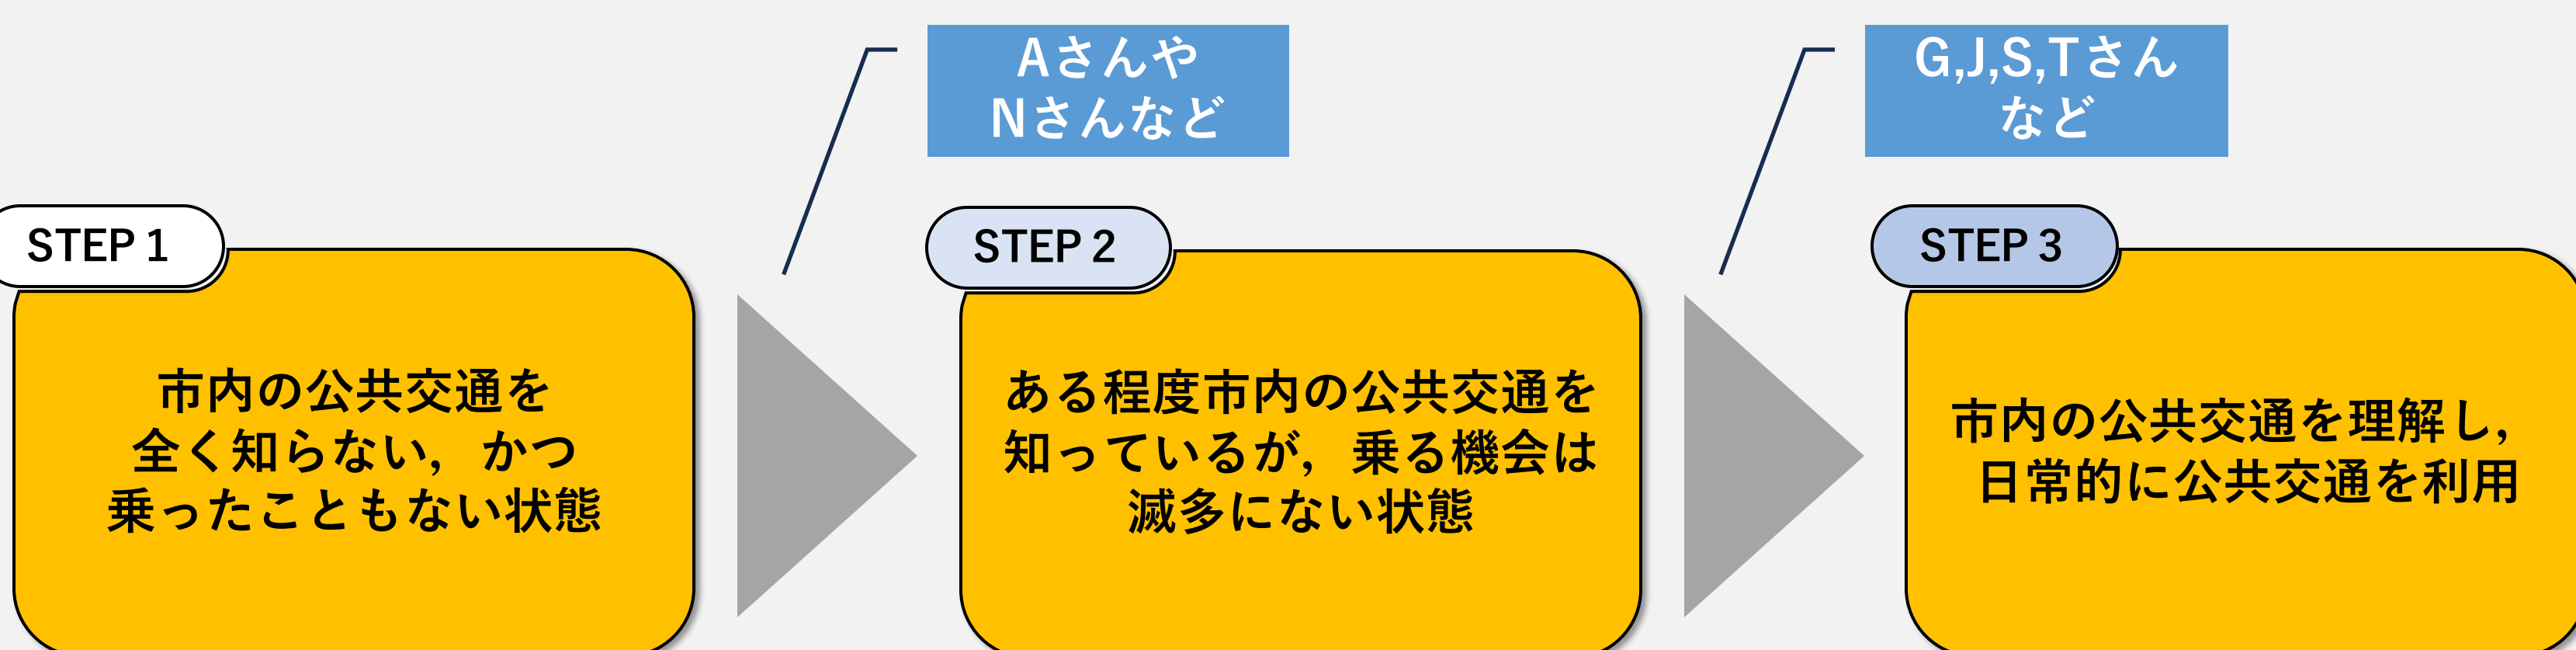 Aさんや
Nさんなど
G,J,S,Tさん
など
STEP 1
市内の公共交通を
全く知らない，かつ
乗ったこともない状態
STEP 2
ある程度市内の公共交通を
知っているが，乗る機会は
滅多にない状態
STEP 3
市内の公共交通を理解し，
日常的に公共交通を利用